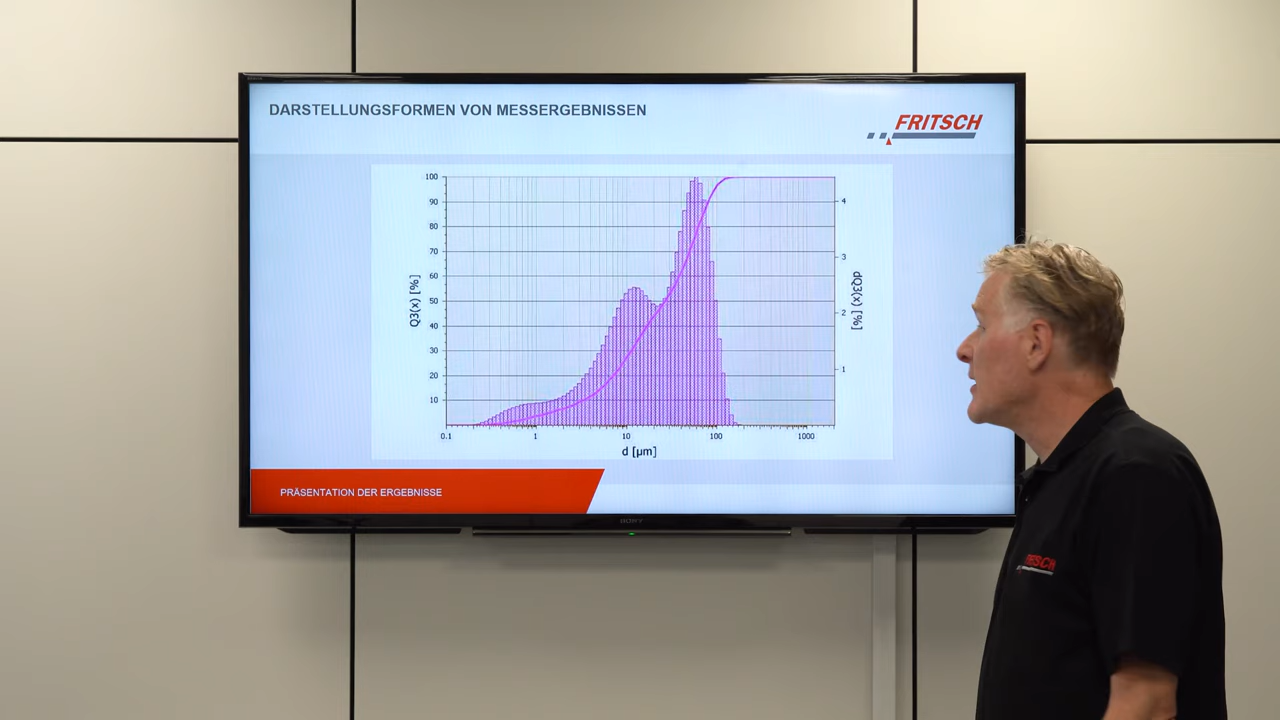 DARSTELLUNGSFORMEN VON MESSERGEBNISSEN
FRITSCH
100
90
80
70
60
50
40
30
20
10
Q3(x) [%]
4
3
2
1
dQ3(x) [%]
0.1 1 10 100 1000
d [µm]
PRÄSENTATION DER ERGEBNISSE
SONY